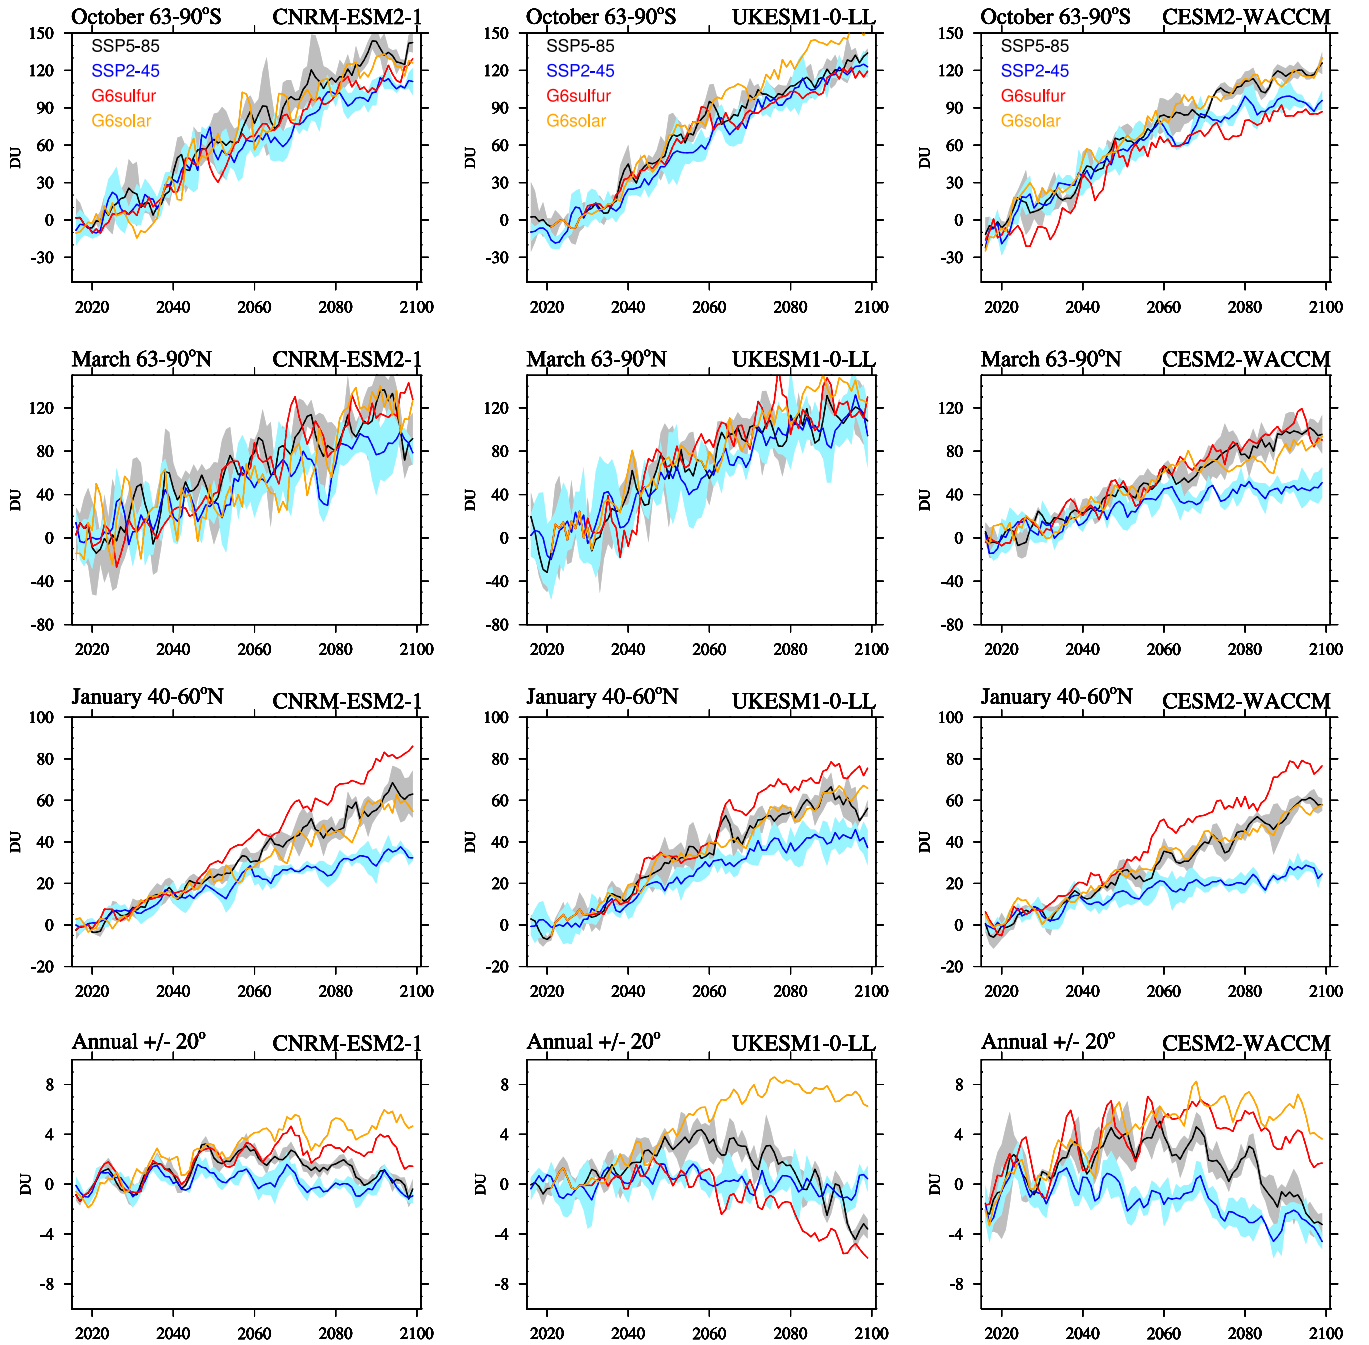 October 63-90°S CNRM-ESM2-1
October 63-90°S UKESM1-0-LL
October 63-90°S CESM2-WACCM
150
120
90
60
30
0
-30
DU
SSP5-85
SSP2-45
G6sulfur
G6solar
2020 2040 2060 2080 2100
150
120
90
60
30
0
-30
DU
SSP5-85
SSP2-45
G6sulfur
G6solar
2020 2040 2060 2080 2100
150
120
90
60
30
0
-30
DU
SSP5-85
SSP2-45
G6sulfur
G6solar
2020 2040 2060 2080 2100
March 63-90°N CNRM-ESM2-1
March 63-90°N UKESM1-0-LL
March 63-90°N CESM2-WACCM
120
80
40
0
-40
-80
DU
2020 2040 2060 2080 2100
120
80
40
0
-40
-80
DU
2020 2040 2060 2080 2100
120
80
40
0
-40
-80
DU
2020 2040 2060 2080 2100
January 40-60°N CNRM-ESM2-1
January 40-60°N UKESM1-0-LL
January 40-60°N CESM2-WACCM
100
80
60
40
20
0
-20
DU
2020 2040 2060 2080 2100
100
80
60
40
20
0
-20
DU
2020 2040 2060 2080 2100
100
80
60
40
20
0
-20
DU
2020 2040 2060 2080 2100
Annual +/- 20° CNRM-ESM2-1
Annual +/- 20° UKESM1-0-LL
Annual +/- 20° CESM2-WACCM
8
4
0
-4
-8
DU
2020 2040 2060 2080 2100
8
4
0
-4
-8
DU
2020 2040 2060 2080 2100
8
4
0
-4
-8
DU
2020 2040 2060 2080 2100